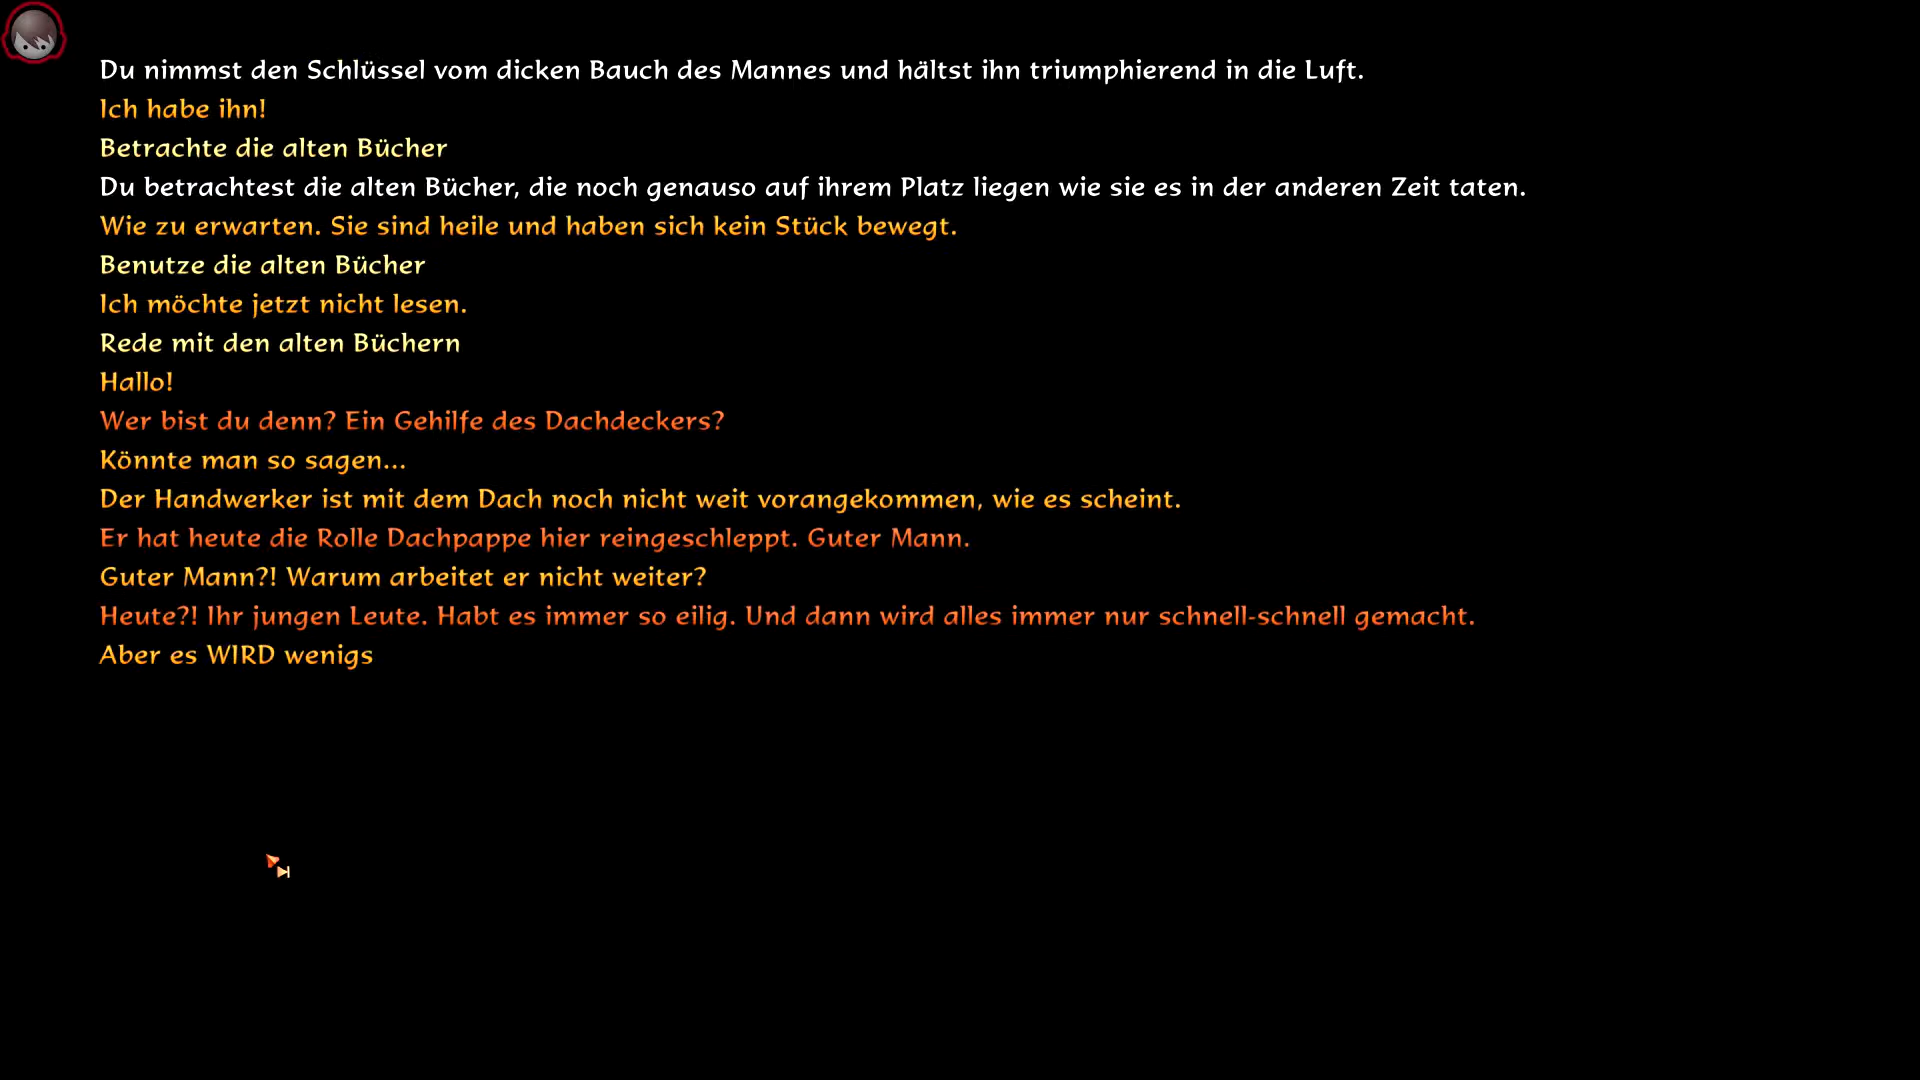 Du nimmst den Schlüssel vom dicken Bauch des Mannes und hältst ihn triumphierend in die Luft.
Ich habe ihn!
Betrachte die alten Bücher
Du betrachtest die alten Bücher, die noch genauso auf ihrem Platz liegen wie sie es in der anderen Zeit taten.
Wie zu erwarten. Sie sind heile und haben sich kein Stück bewegt.
Benutze die alten Bücher
Ich möchte jetzt nicht lesen.
Rede mit den alten Büchern
Hallo!
Wer bist du denn? Ein Gehilfe des Dachdeckers?
Könnte man so sagen...
Der Handwerker ist mit dem Dach noch nicht weit vorangekommen, wie es scheint.
Er hat heute die Rolle Dachpappe hier reingeschleppt. Guter Mann.
Guter Mann?! Warum arbeitet er nicht weiter?
Heute?! Ihr jungen Leute. Habt es immer so eilig. Und dann wird alles immer nur schnell-schnell gemacht.
Aber es WIRD wenigs